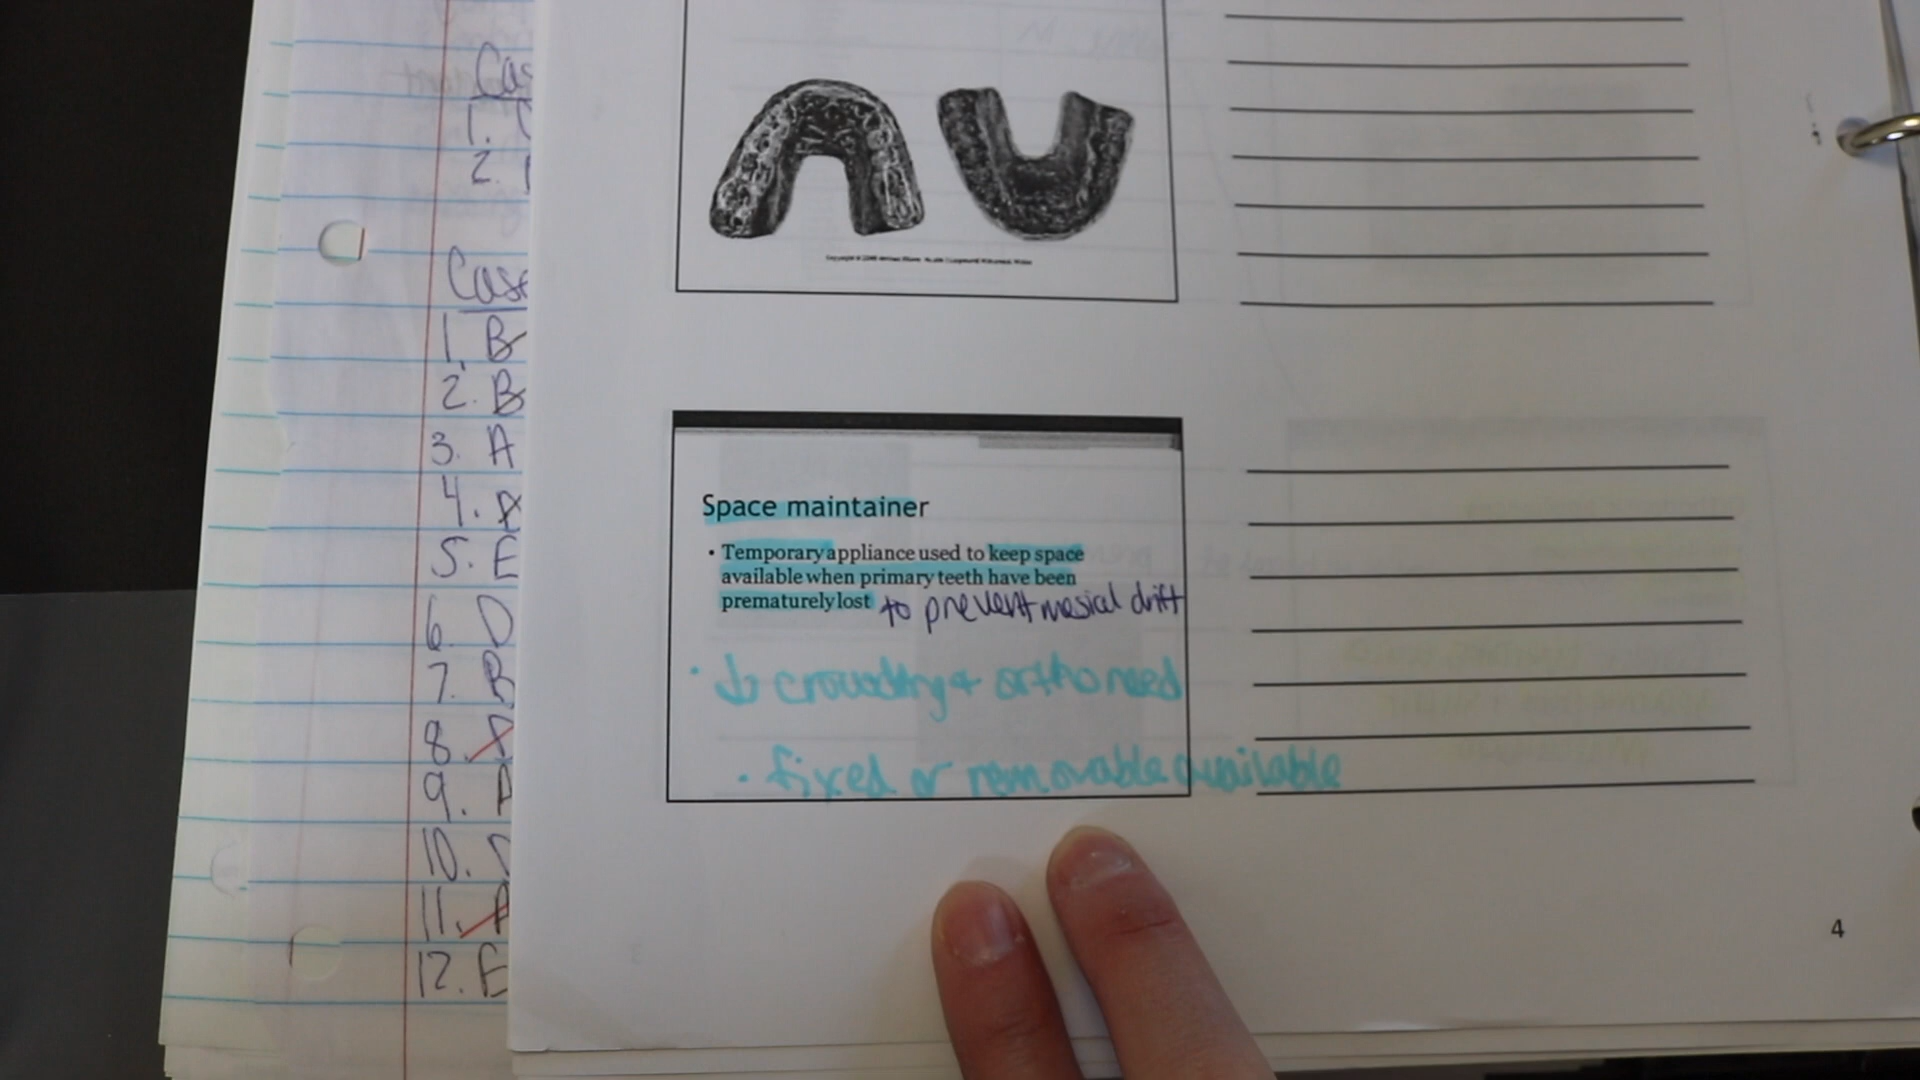 Cas
1.
2.
Case
1. B
2. B
3. A
4. A
5. E
6. D
7. B
8. A
9. A
10.
11. A
12. E
Space maintainer
• Temporary appliance used to keep space
available when primary teeth have been
prematurely lost to prevent mesial drift
• ↓ crowding + ortho need
• fixed or removable available
4